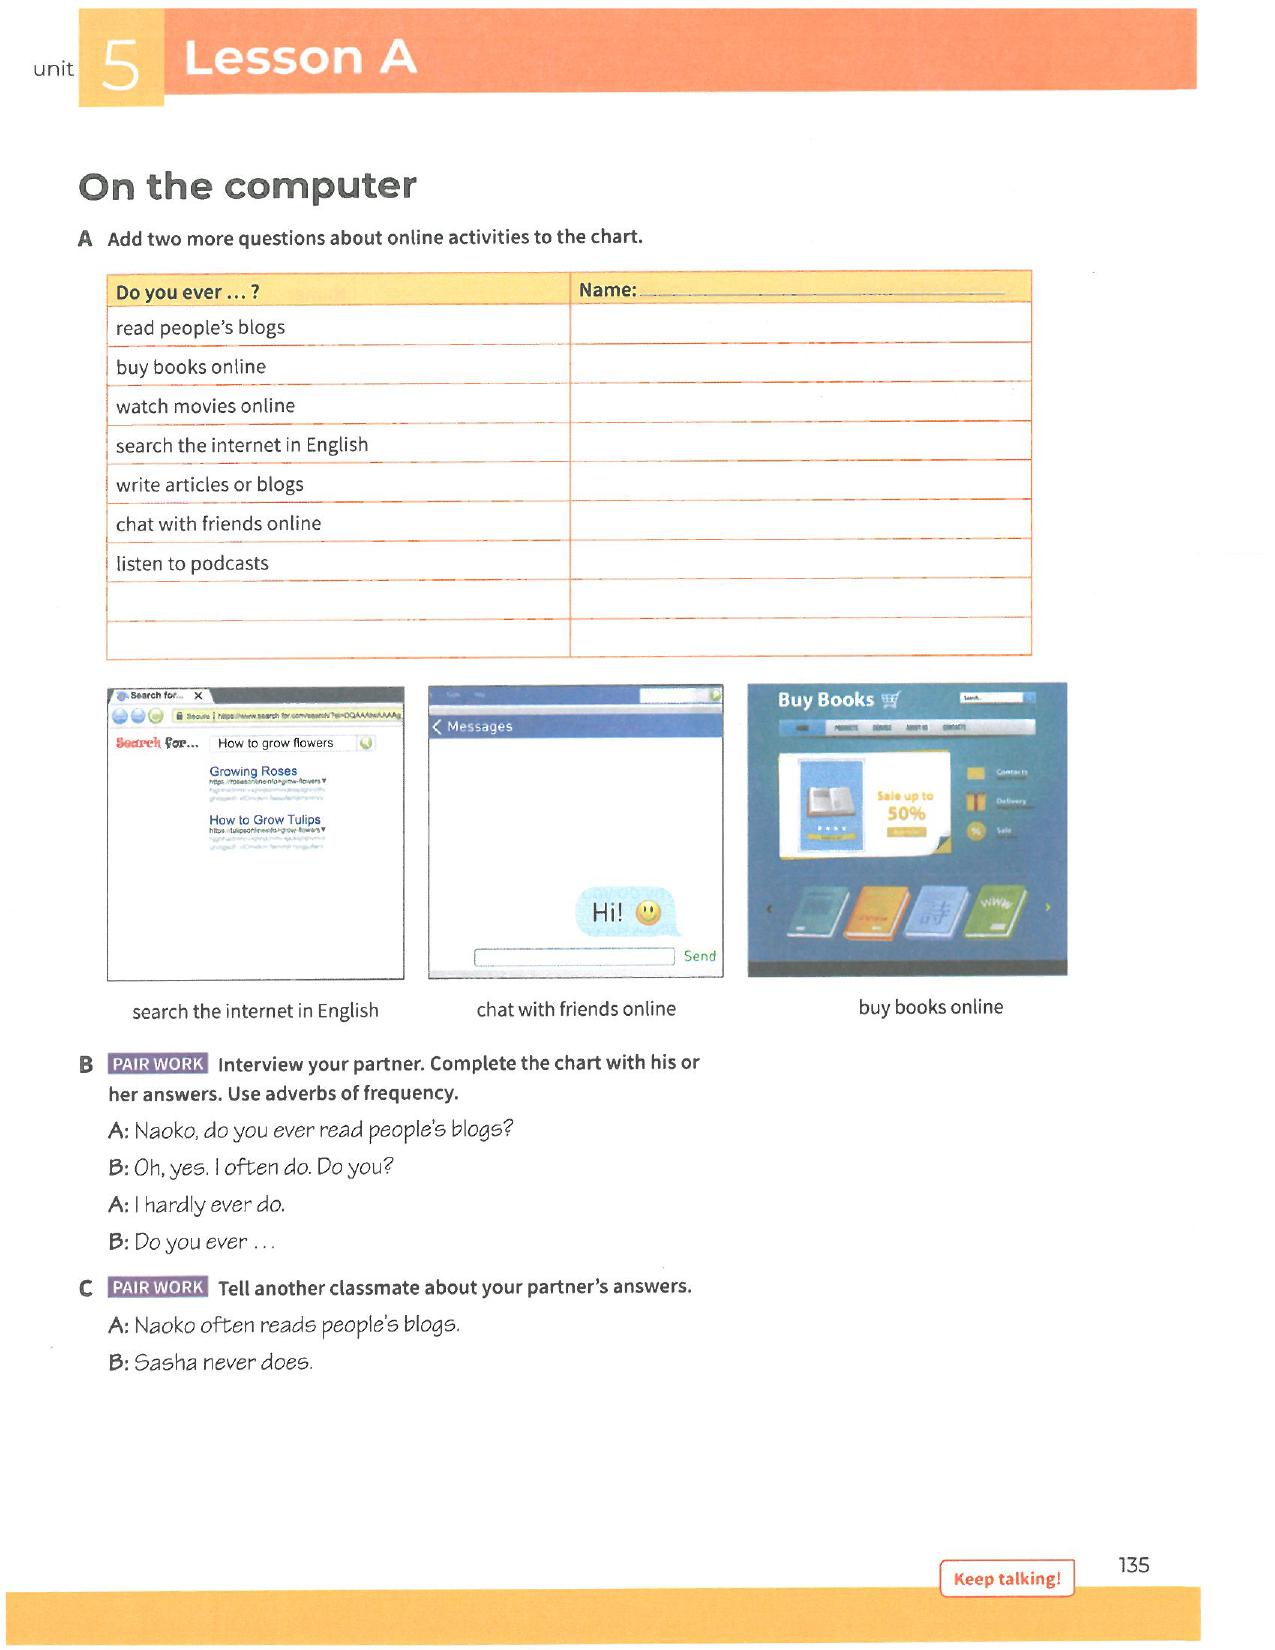 unit 5 Lesson A
On the computer
A Add two more questions about online activities to the chart.
Do you ever ... ? Name:
read people's blogs
buy books online
watch movies online
search the internet in English
write articles or blogs
chat with friends online
listen to podcasts
Search for... X
Search for... How to grow flowers
Growing Roses
How to Grow Tulips
Messages
Hi!
Send
Buy Books
Contacts
Sale up to
50%
Delivery
Sale
WWW
search the internet in English
chat with friends online
buy books online
B PAIR WORK Interview your partner. Complete the chart with his or
her answers. Use adverbs of frequency.
A: Naoko, do you ever read people's blogs?
B: Oh, yes. I often do. Do you?
A: I hardly ever do.
B: Do you ever ...
C PAIR WORK Tell another classmate about your partner's answers.
A: Naoko often reads people's blogs.
B: Sasha never does.
Keep talking!
135